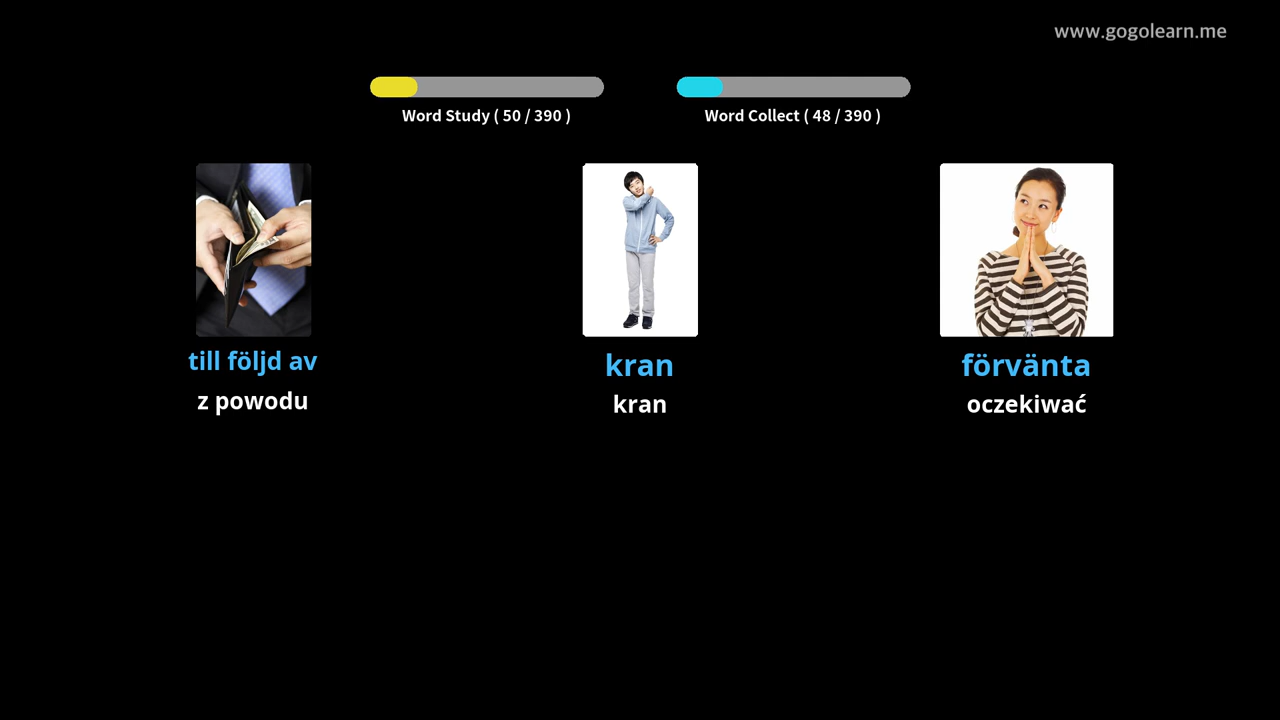 www.gogolearn.me
Word Study ( 50 / 390 )
Word Collect ( 48 / 390 )
till följd av
kran
förvänta
z powodu
kran
oczekiwać